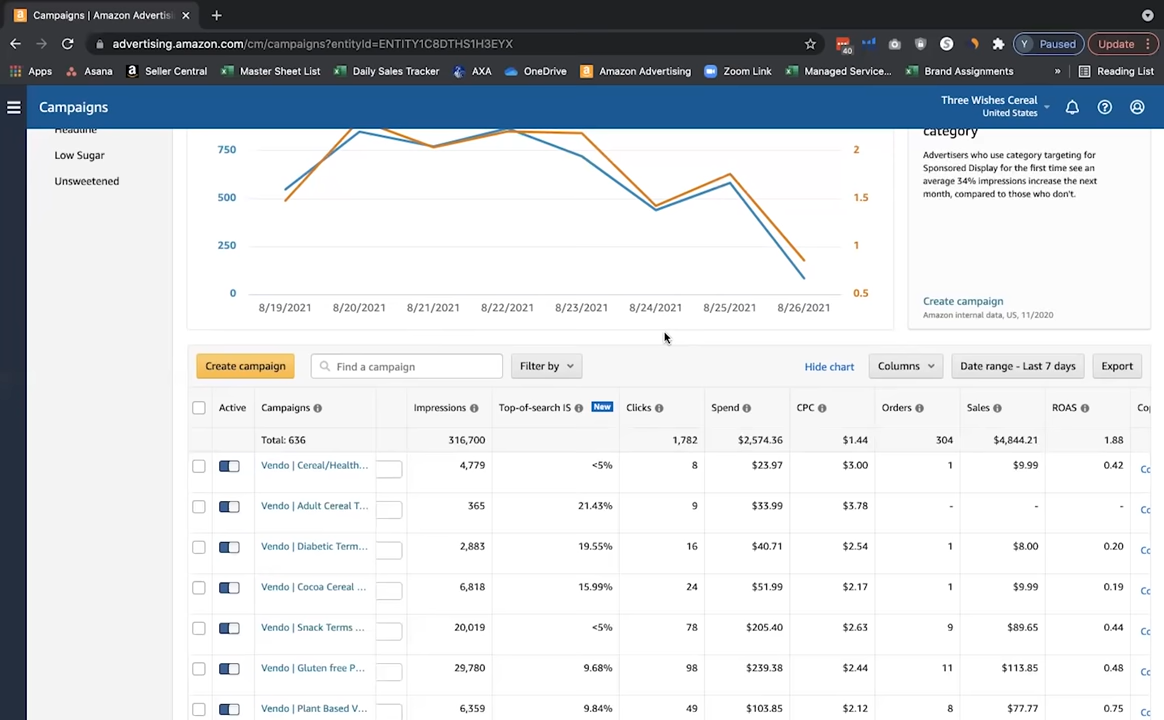 Campaigns | Amazon Advertisi
advertising.amazon.com/cm/campaigns?entityId=ENTITY1C8DTHS1H3EYX
40
Y Paused
Update
Apps Asana Seller Central Master Sheet List Daily Sales Tracker AXA OneDrive Amazon Advertising Zoom Link Managed Service... Brand Assignments » Reading List
Campaigns
Three Wishes Cereal
United States
Headline
Low Sugar
Unsweetened
750
500
250
0
2
1.5
1
0.5
8/19/2021 8/20/2021 8/21/2021 8/22/2021 8/23/2021 8/24/2021 8/25/2021 8/26/2021
category
Advertisers who use category targeting for
Sponsored Display for the first time see an
average 34% impressions increase the next
month, compared to those who don't.
Create campaign
Amazon internal data, US, 11/2020
Create campaign Find a campaign Filter by Hide chart Columns Date range - Last 7 days Export
Active Campaigns Impressions Top-of-search IS New Clicks Spend CPC Orders Sales ROAS Cop
Total: 636 316,700 1,782 $2,574.36 $1.44 304 $4,844.21 1.88
Vendo | Cereal/Health... 4,779 <5% 8 $23.97 $3.00 1 $9.99 0.42 Co
Vendo | Adult Cereal T... 365 21.43% 9 $33.99 $3.78 - - - Co
Vendo | Diabetic Term... 2,883 19.55% 16 $40.71 $2.54 1 $8.00 0.20 Co
Vendo | Cocoa Cereal ... 6,818 15.99% 24 $51.99 $2.17 1 $9.99 0.19 Co
Vendo | Snack Terms ... 20,019 <5% 78 $205.40 $2.63 9 $89.65 0.44 Co
Vendo | Gluten free P... 29,780 9.68% 98 $239.38 $2.44 11 $113.85 0.48 Co
Vendo | Plant Based V... 6,359 9.84% 49 $103.85 $2.12 8 $77.77 0.75 Co